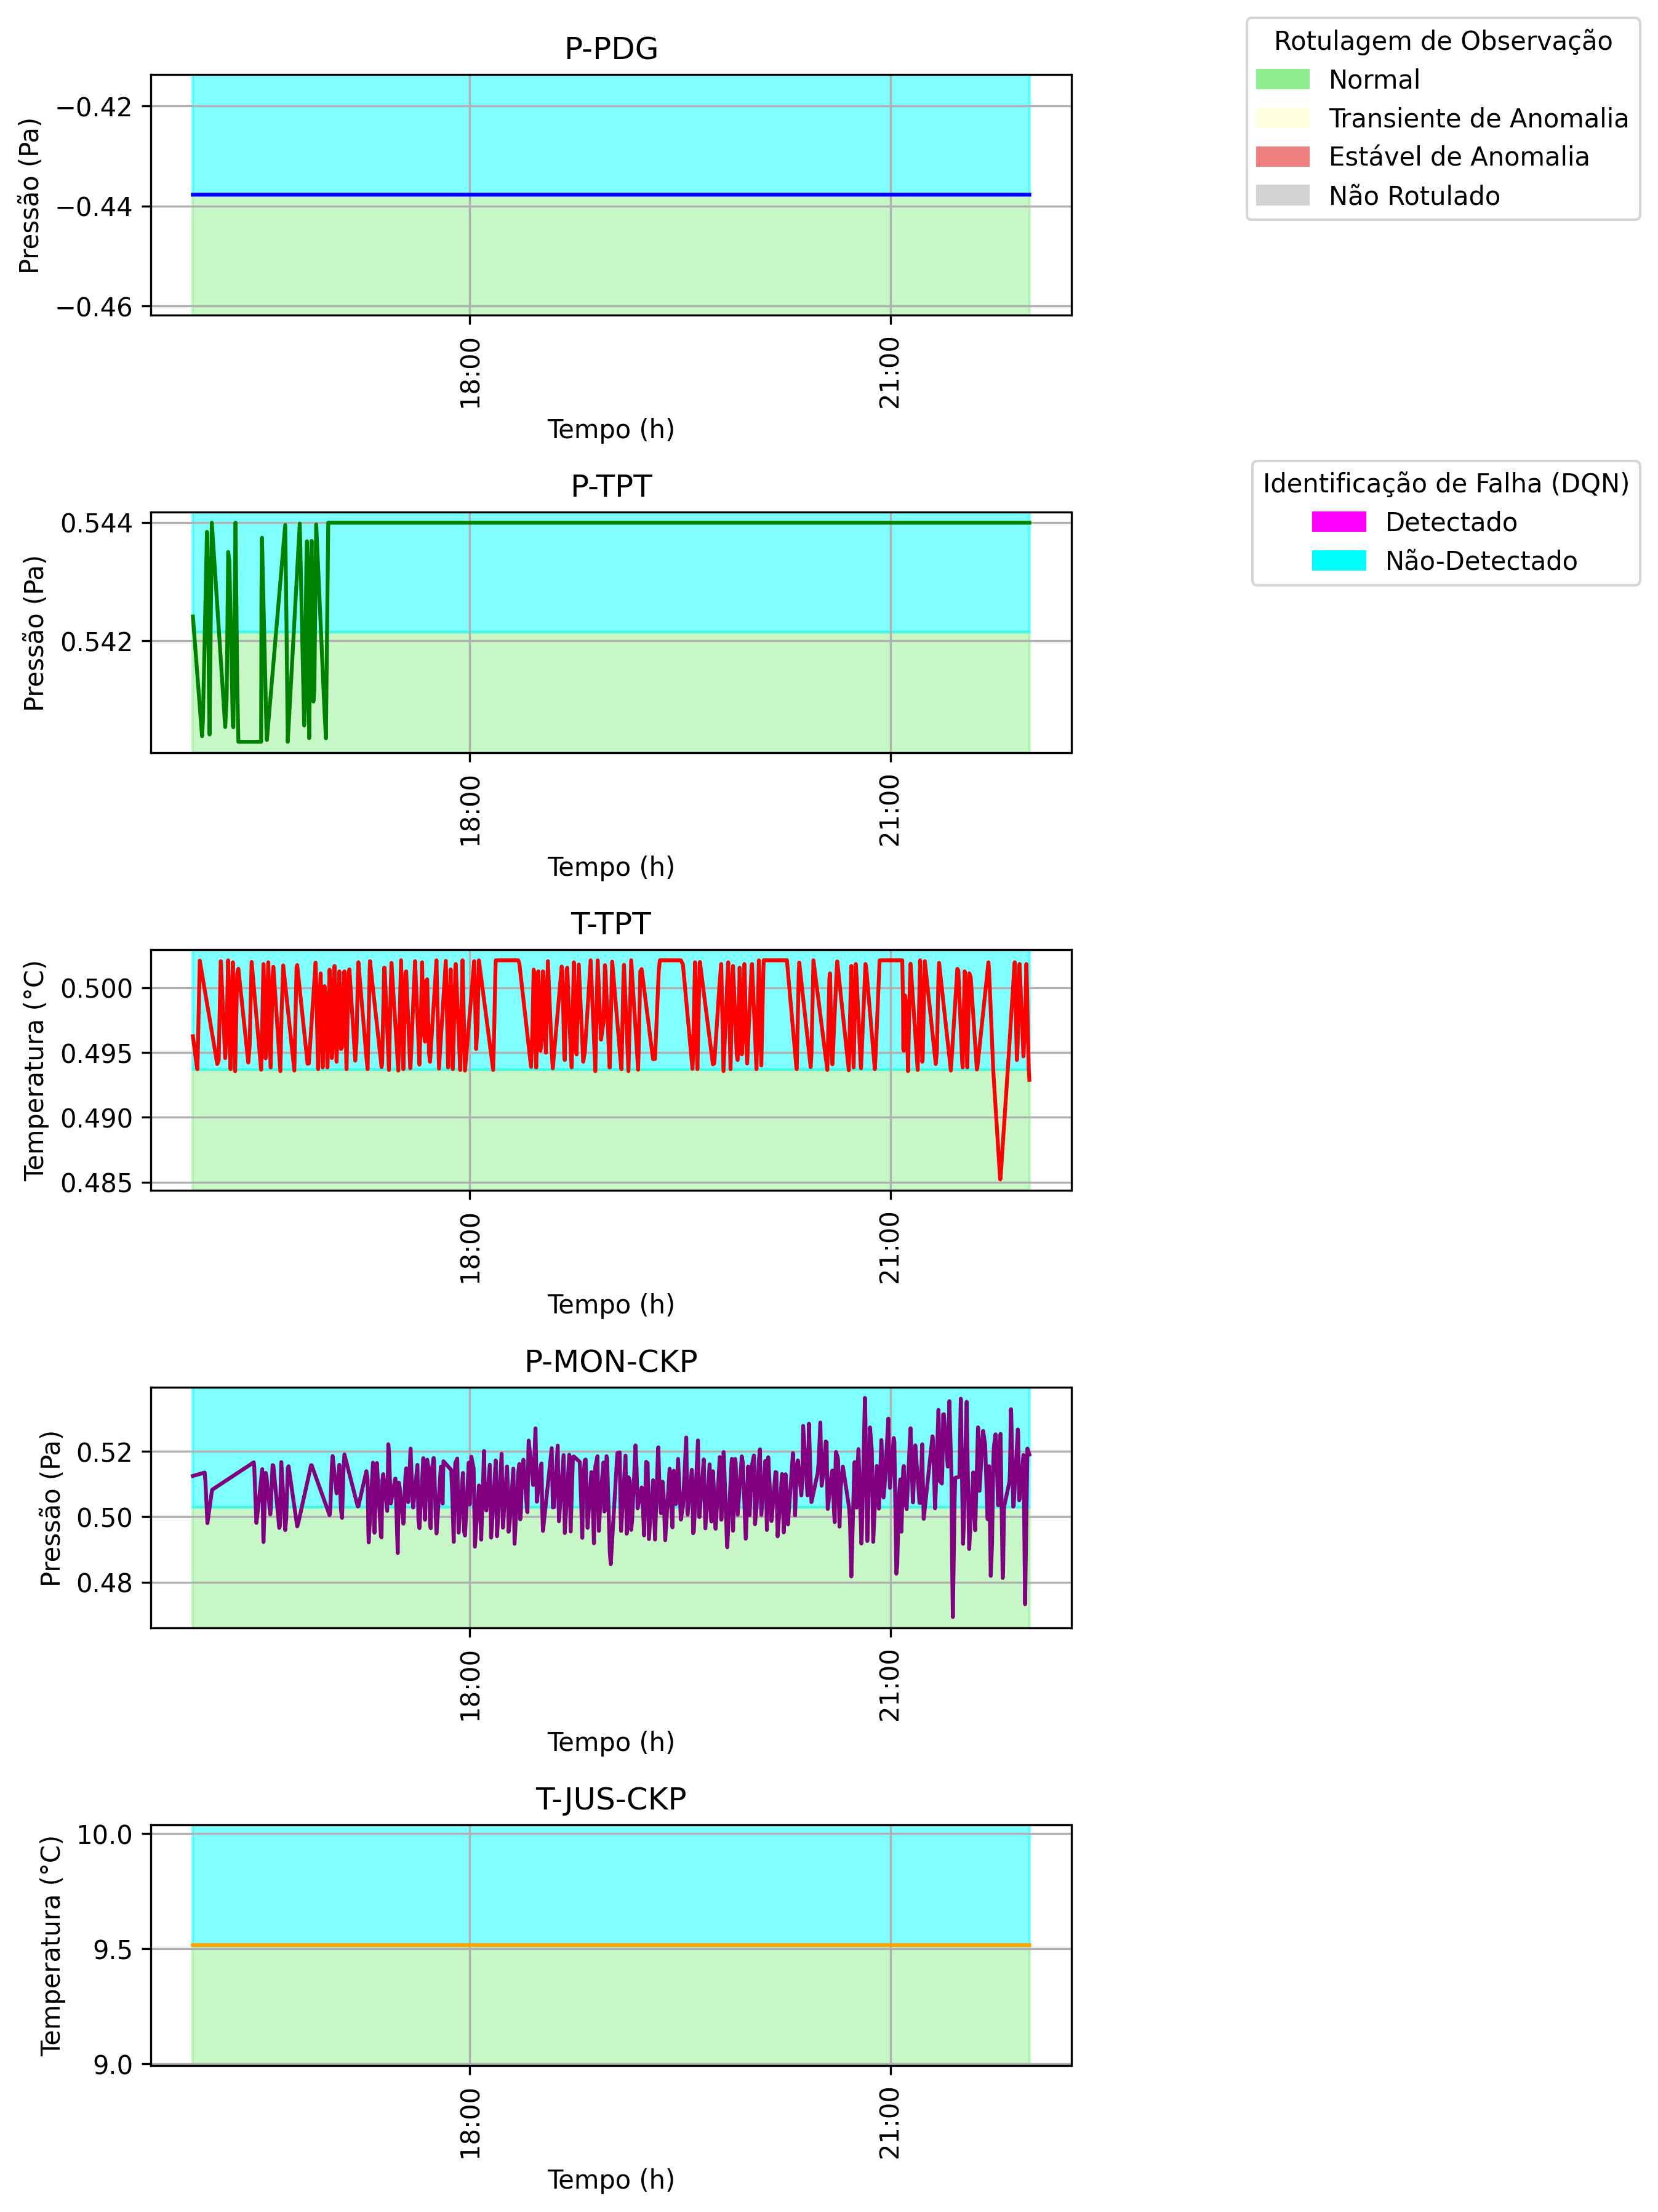 P-PDG
Pressão (Pa)
−0.42
−0.44
−0.46
18:00
21:00
Tempo (h)
Rotulagem de Observação
Normal
Transiente de Anomalia
Estável de Anomalia
Não Rotulado
P-TPT
Pressão (Pa)
0.544
0.542
18:00
21:00
Tempo (h)
Identificação de Falha (DQN)
Detectado
Não-Detectado
T-TPT
Temperatura (°C)
0.500
0.495
0.490
0.485
18:00
21:00
Tempo (h)
P-MON-CKP
Pressão (Pa)
0.52
0.50
0.48
18:00
21:00
Tempo (h)
T-JUS-CKP
Temperatura (°C)
10.0
9.5
9.0
18:00
21:00
Tempo (h)